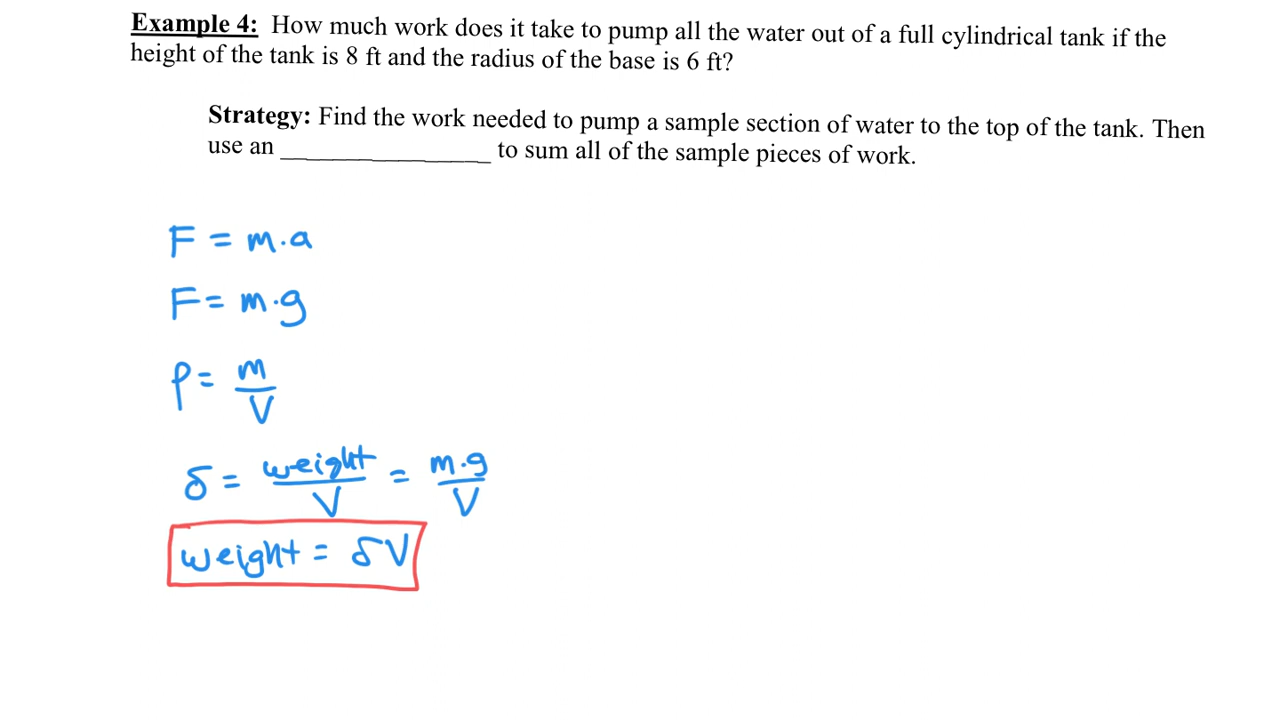 Example 4: How much work does it take to pump all the water out of a full cylindrical tank if the
height of the tank is 8 ft and the radius of the base is 6 ft?
Strategy: Find the work needed to pump a sample section of water to the top of the tank. Then
use an ________________ to sum all of the sample pieces of work.
F = m·a
F = m·g
ρ = m/V
δ = weight/V = m·g/V
weight = δV